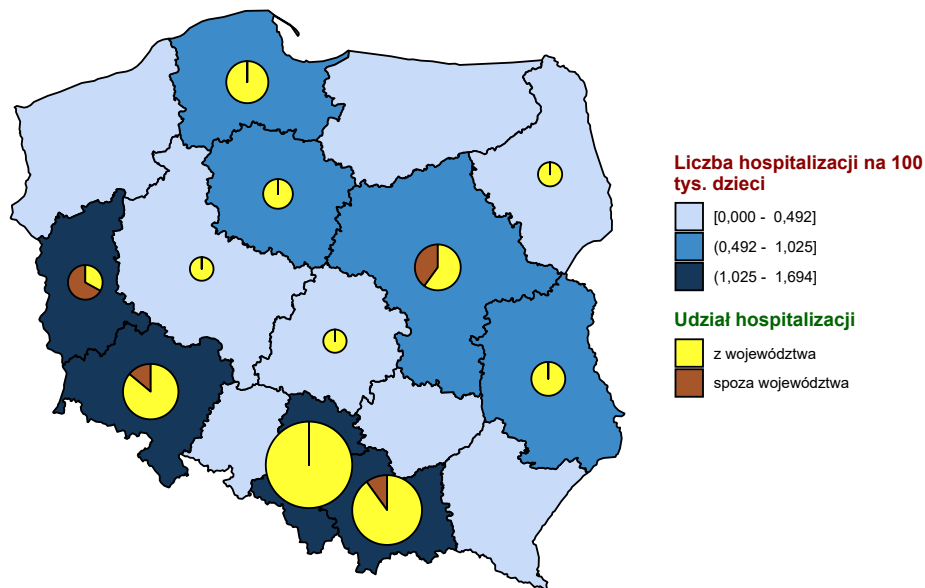 Liczba hospitalizacji na 100
tys. dzieci
[0,000 - 0,492]
(0,492 - 1,025]
(1,025 - 1,694]
Udział hospitalizacji
z województwa
spoza województwa